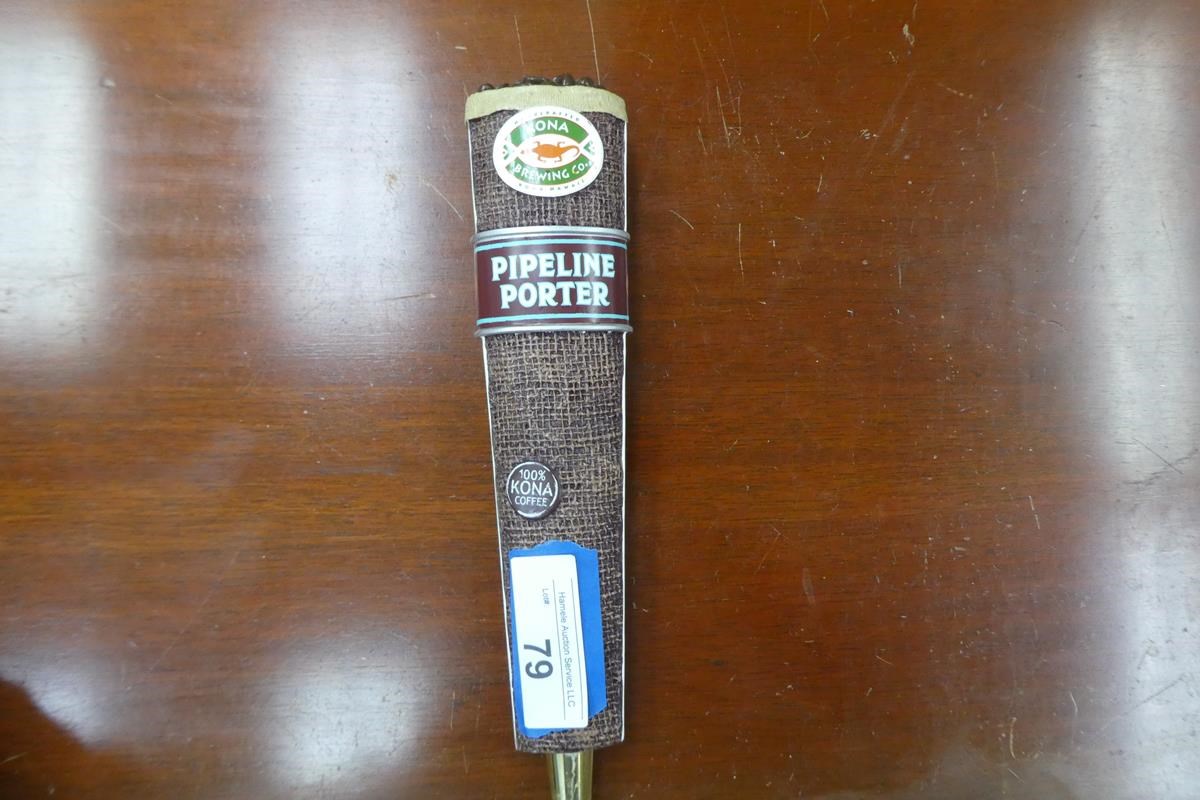 KONA
BREWING CO.
PIPELINE
PORTER
100%
KONA
COFFEE
Hamele Auction Service LLC
Lot#
79